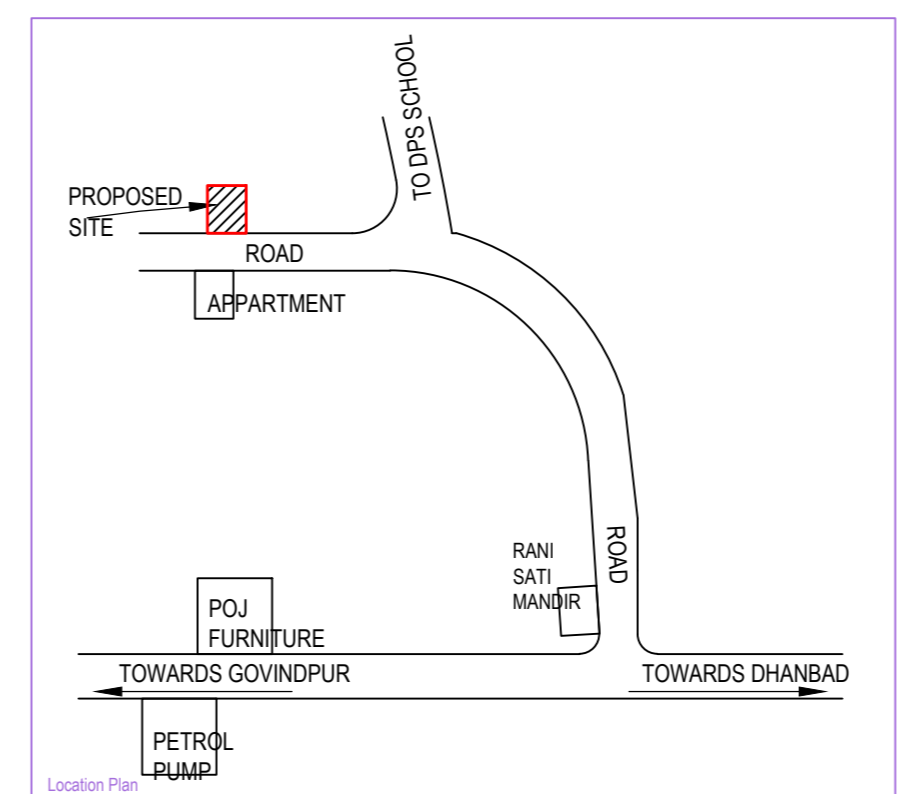 TO DPS SCHOOL
PROPOSED
SITE
ROAD
APPARTMENT
ROAD
RANI
SATI
MANDIR
POJ
FURNITURE
TOWARDS GOVINDPUR
TOWARDS DHANBAD
PETROL
PUMP
Location Plan